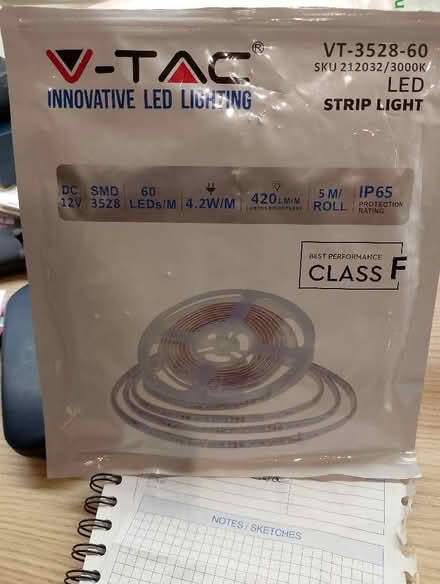 V-TAC®
INNOVATIVE LED LIGHTING
VT-3528-60
SKU 212032/3000K
LED
STRIP LIGHT
DC 12V
SMD 3528
60 LEDs/M
4.2W/M
420LM/M
5M/ROLL
IP65 PROTECTION RATING
BEST PERFORMANCE
CLASS F
NOTES / SKETCHES